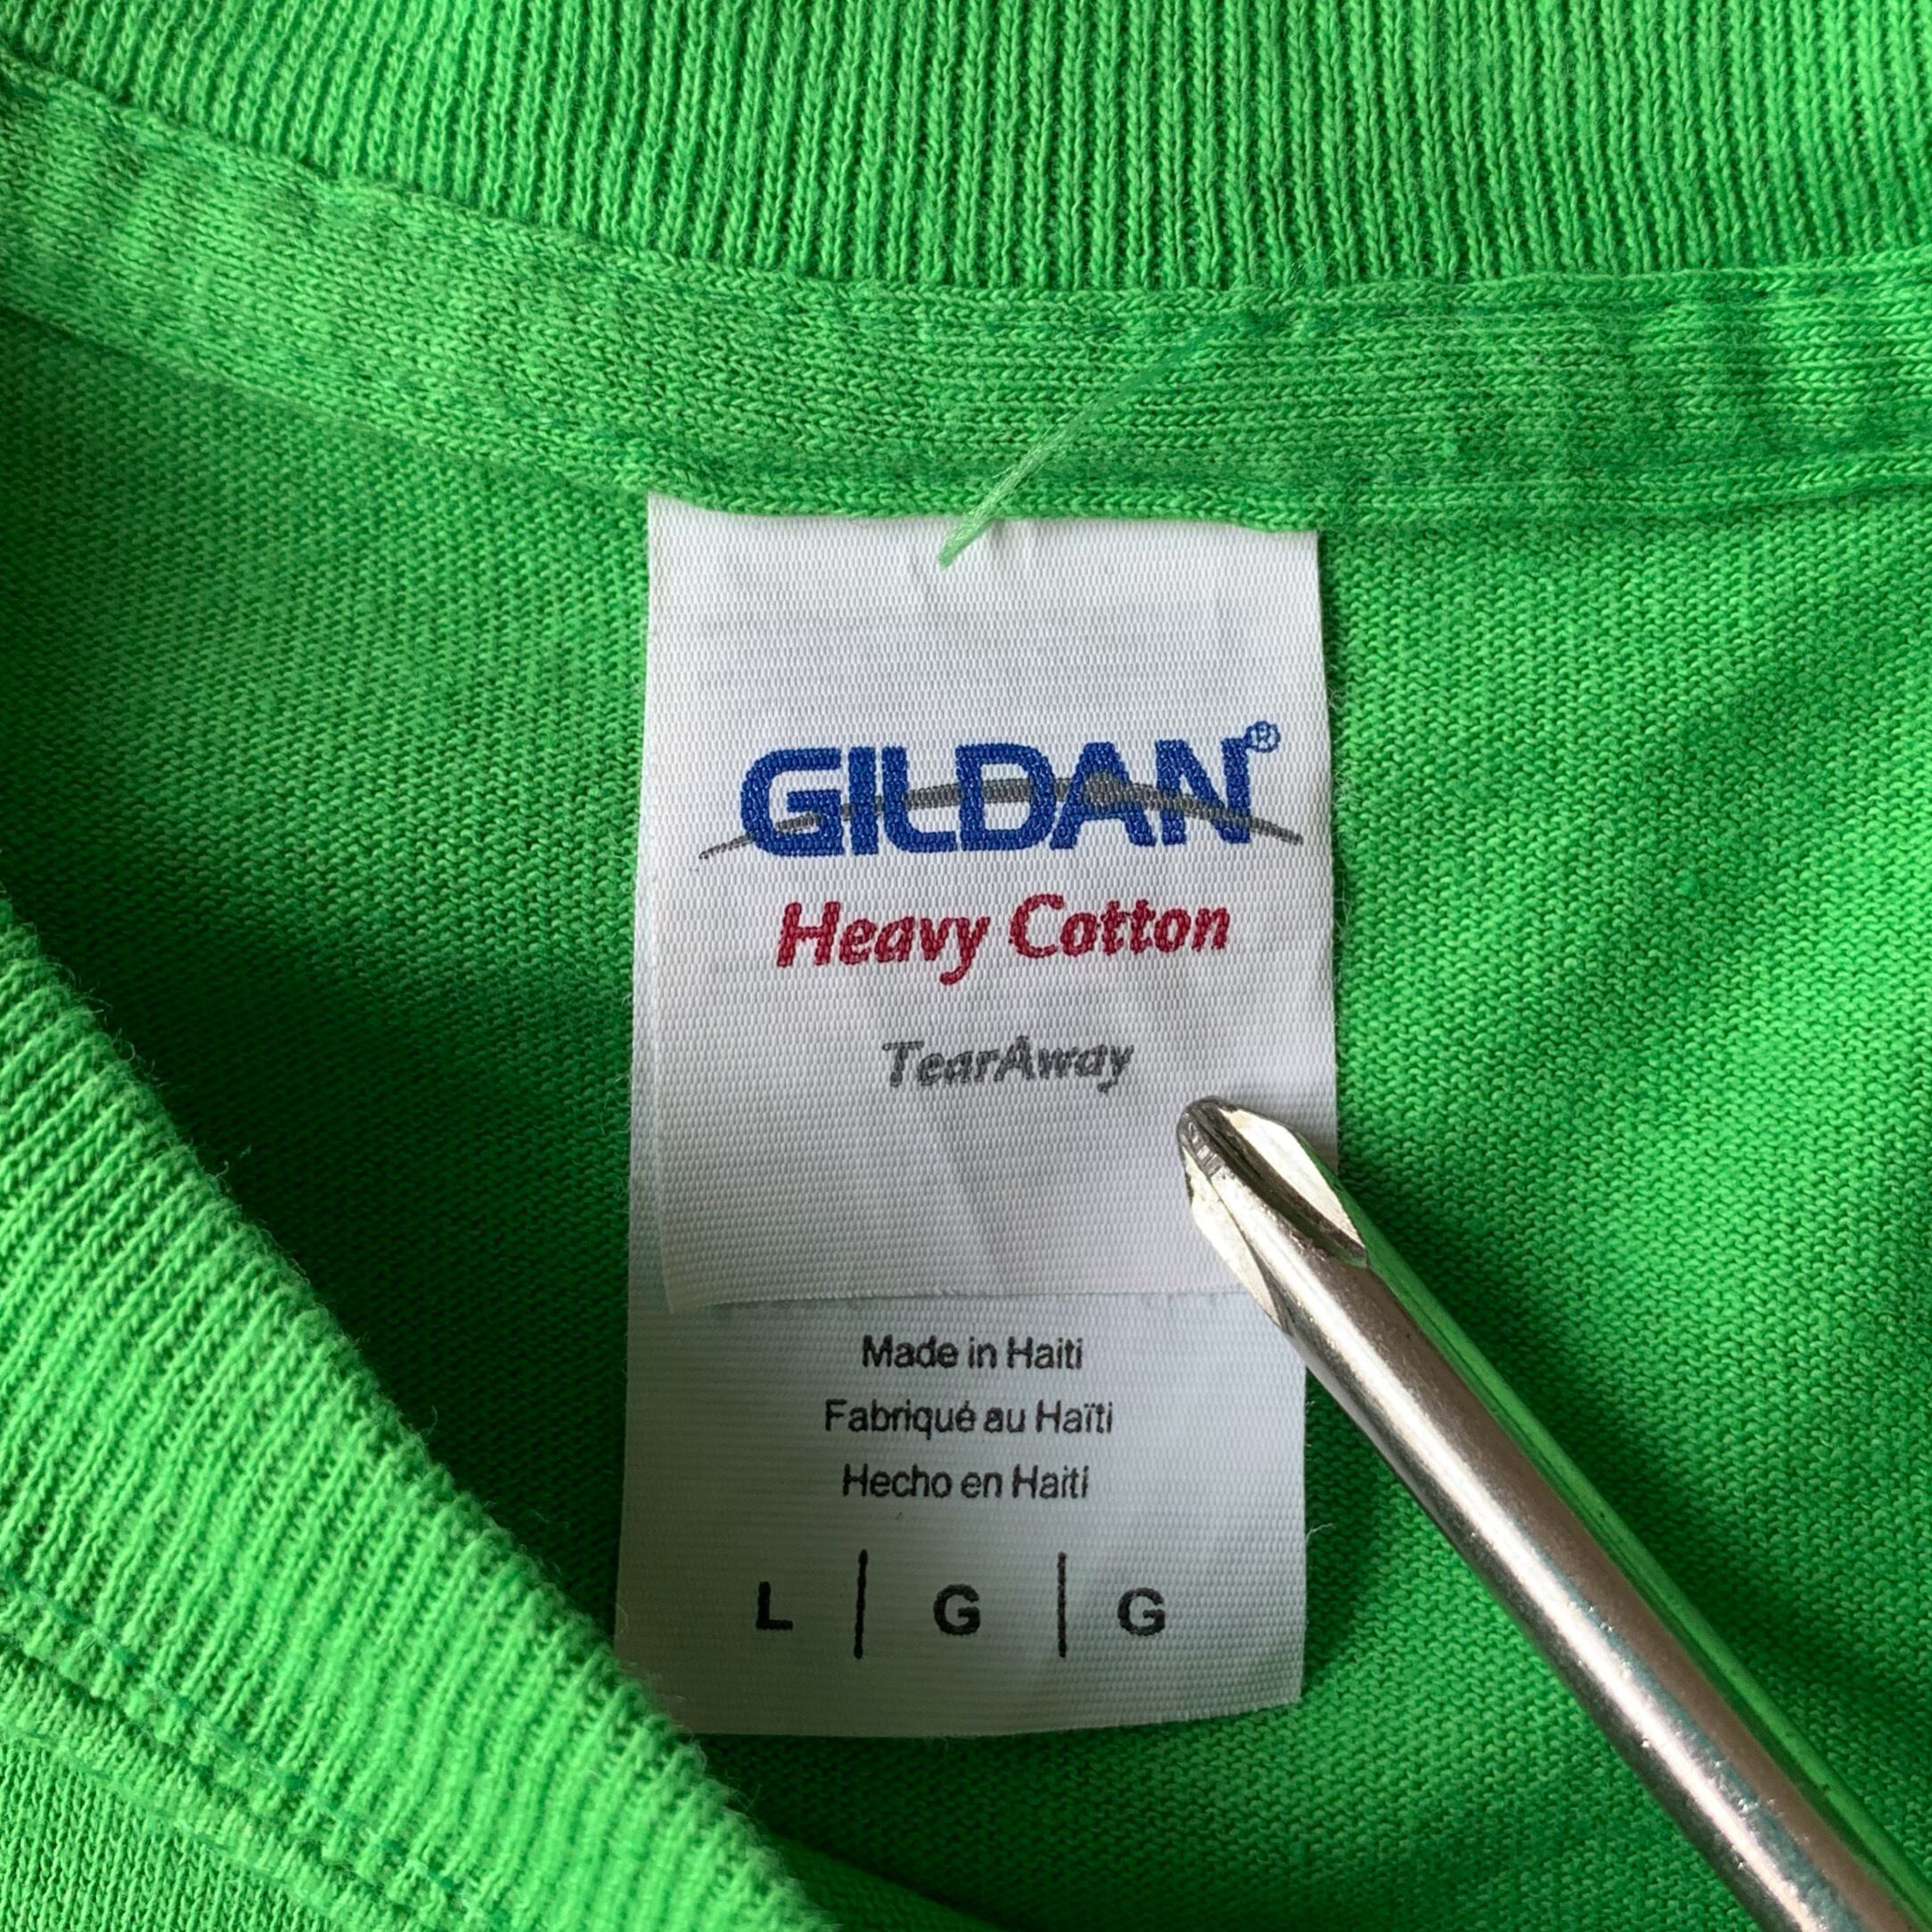 GILDAN®
Heavy Cotton
TearAway
Made in Haiti
Fabriqué au Haïti
Hecho en Haití
L | G | G